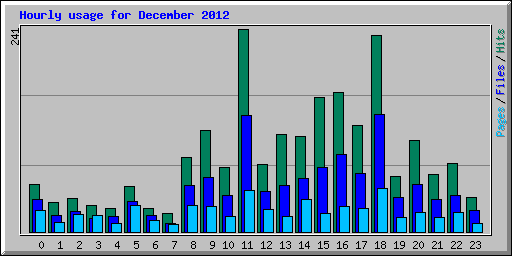 Hourly usage for December 2012
241
Pages/Files/Hits
0 1 2 3 4 5 6 7 8 9 10 11 12 13 14 15 16 17 18 19 20 21 22 23